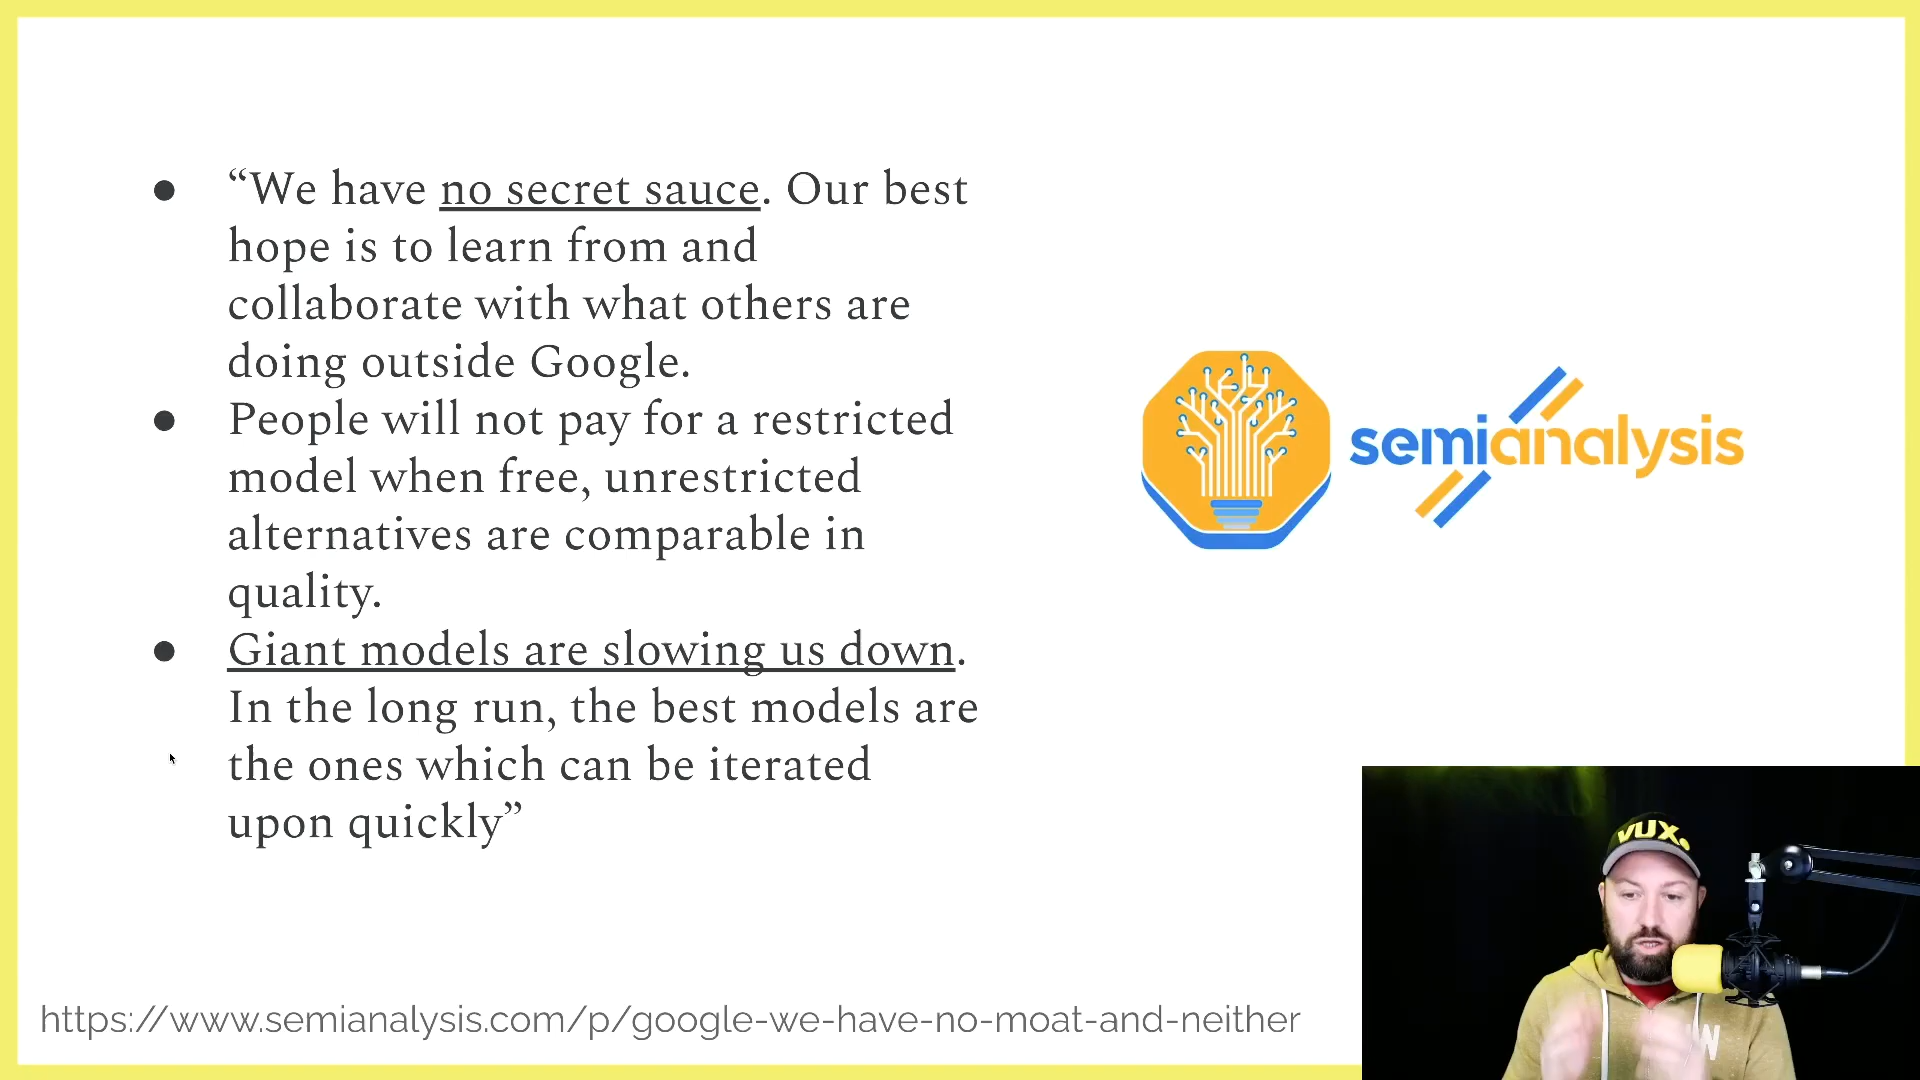 ● “We have no secret sauce. Our best
hope is to learn from and
collaborate with what others are
doing outside Google.
● People will not pay for a restricted
model when free, unrestricted
alternatives are comparable in
quality.
● Giant models are slowing us down.
In the long run, the best models are
the ones which can be iterated
upon quickly”
semianalysis
VUX.
W
https://www.semianalysis.com/p/google-we-have-no-moat-and-neither